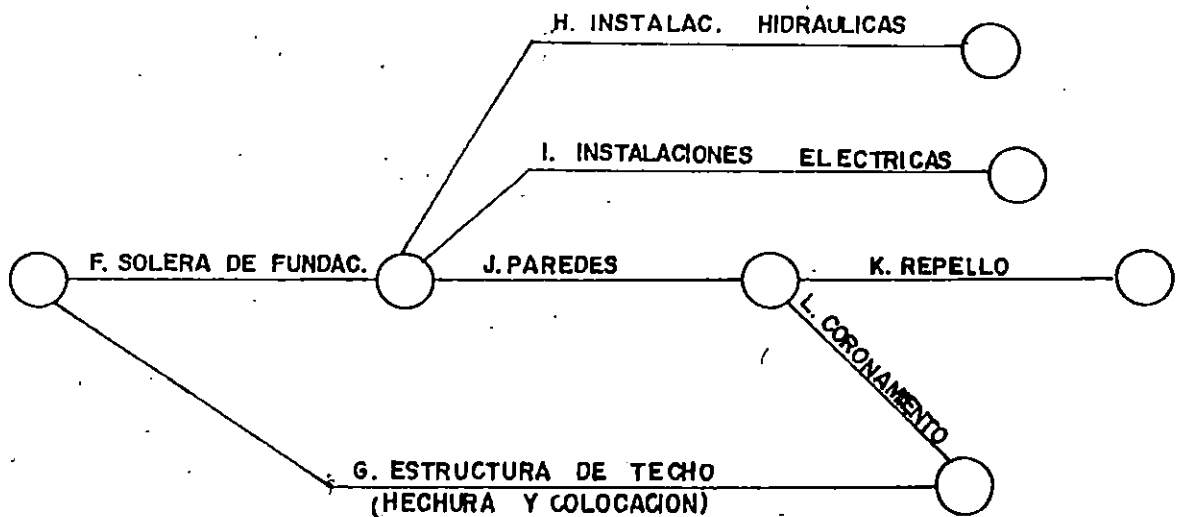 H. INSTALAC. HIDRAULICAS
I. INSTALACIONES ELECTRICAS
F. SOLERA DE FUNDAC.
J. PAREDES
K. REPELLO
L. CORONAMIENTO
G. ESTRUCTURA DE TECHO
(HECHURA Y COLOCACION)